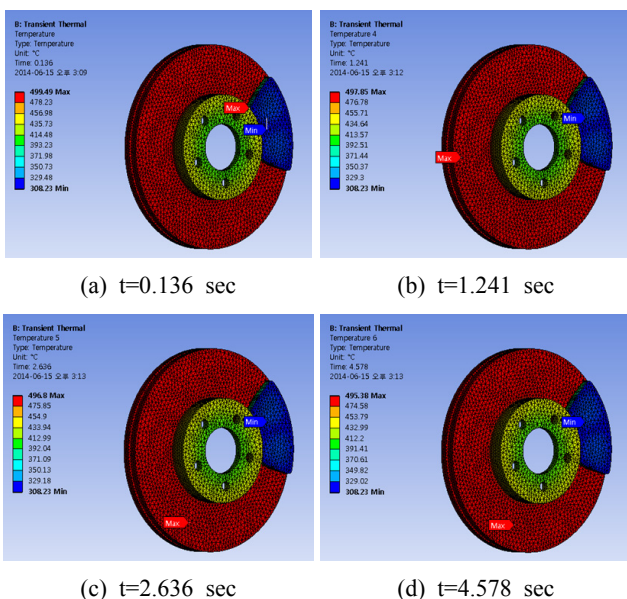 B: Transient Thermal
Temperature
Type: Temperature
Unit: °C
Time: 0.136
2014-06-15 오후 3:09
499.49 Max
478.23
456.98
435.73
414.48
393.23
371.98
350.73
329.48
308.23 Min
Max
Min
(a) t=0.136 sec
B: Transient Thermal
Temperature 4
Type: Temperature
Unit: °C
Time: 1.241
2014-06-15 오후 3:12
497.85 Max
476.78
455.71
434.64
413.57
392.51
371.44
350.37
329.3
308.23 Min
Min
Max
(b) t=1.241 sec
B: Transient Thermal
Temperature 5
Type: Temperature
Unit: °C
Time: 2.636
2014-06-15 오후 3:13
496.8 Max
475.85
454.9
433.94
412.99
392.04
371.09
350.13
329.18
308.23 Min
Min
Max
(c) t=2.636 sec
B: Transient Thermal
Temperature 6
Type: Temperature
Unit: °C
Time: 4.578
2014-06-15 오후 3:13
495.38 Max
474.58
453.79
432.99
412.2
391.41
370.61
349.82
329.02
308.23 Min
Min
Max
(d) t=4.578 sec